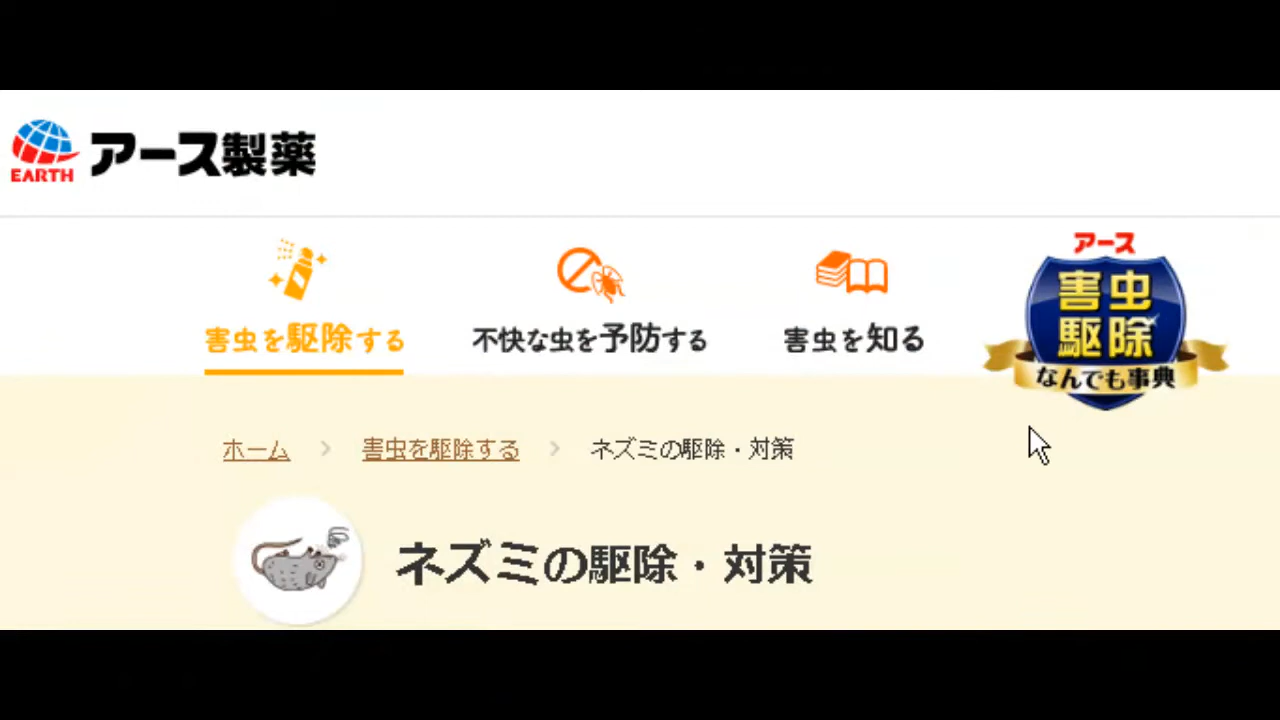 EARTH
アース製薬
害虫を駆除する
不快な虫を予防する
害虫を知る
アース
害虫
駆除
なんでも事典
ホーム > 害虫を駆除する > ネズミの駆除・対策
ネズミの駆除・対策